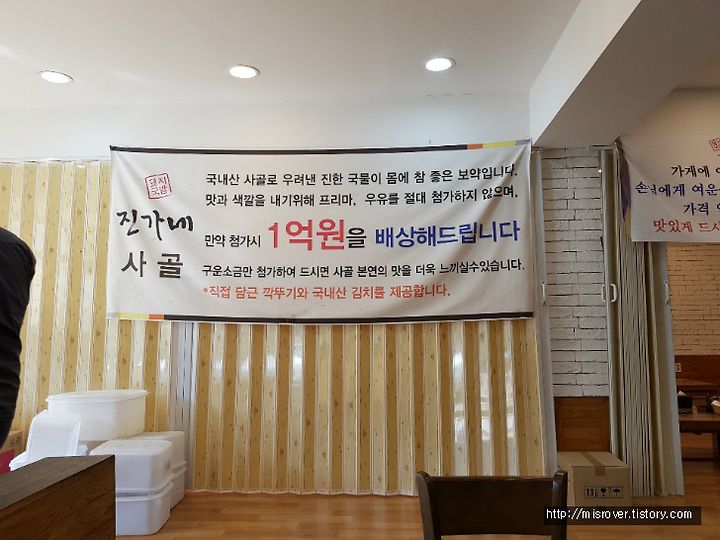 국내산 사골로 우려낸 진한 국물이 몸에 참 좋은 보약입니다.
맛과 색깔을 내기위해 프리마, 우유를 절대 첨가하지 않으며,
진가네
사골
만약 첨가시 1억원을 배상해드립니다
구운소금만 첨가하여 드시면 사골 본연의 맛을 더욱 느끼실수있습니다.
*직접 담근 깍뚜기와 국내산 김치를 제공합니다.
가게에
손님에게 여운
가격
맛있게 드시
http://misrover.tistory.com